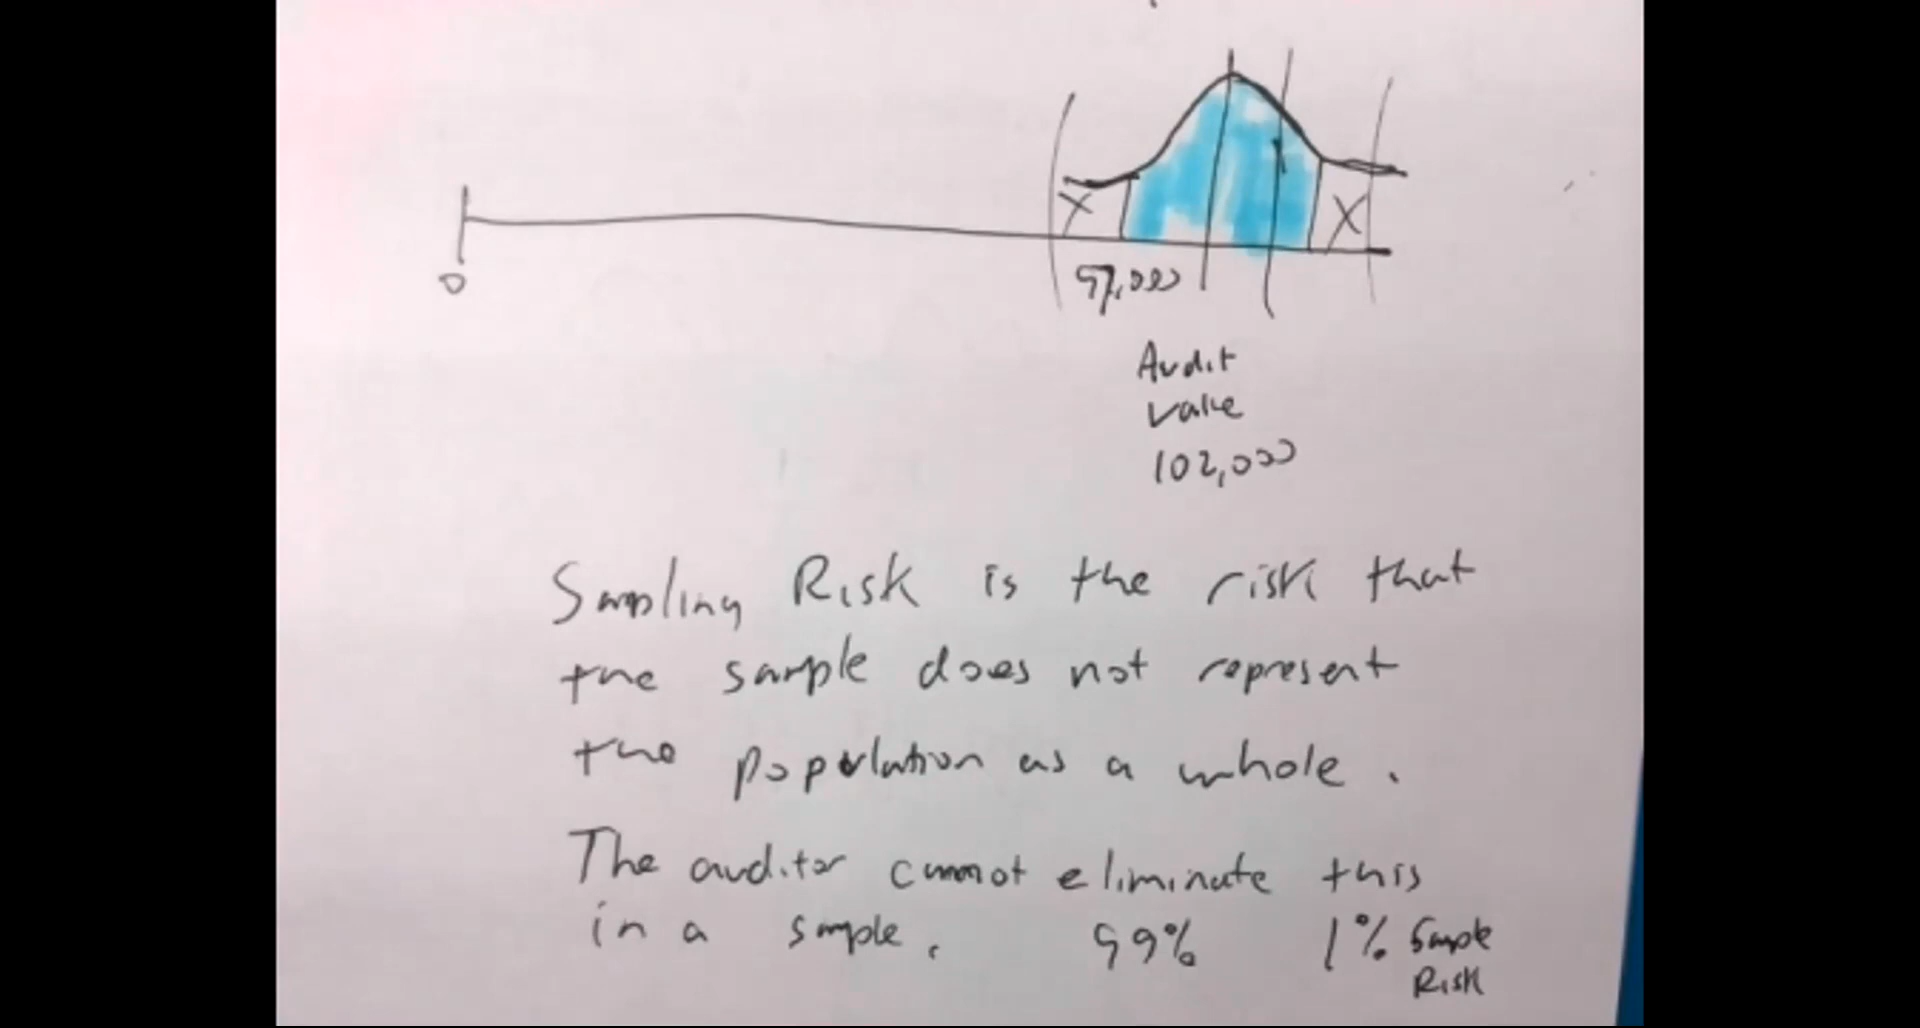 X
X
0
97,000
Audit
Value
102,000
Sampling Risk is the risk that
the sample does not represent
the population as a whole.
The auditor cannot eliminate this
in a sample. 99% 1% Sample
Risk